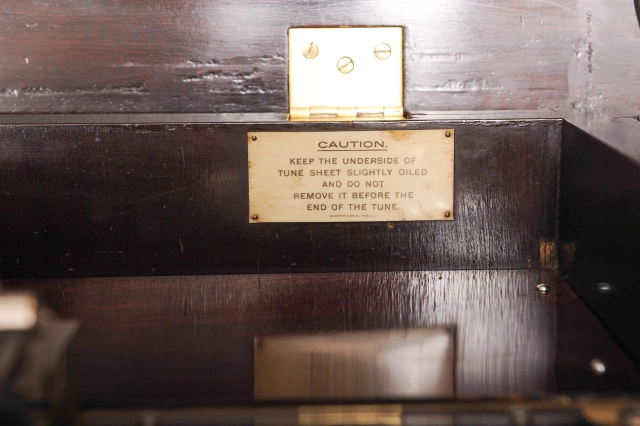 CAUTION.
KEEP THE UNDERSIDE OF
TUNE SHEET SLIGHTLY OILED
AND DO NOT
REMOVE IT BEFORE THE
END OF THE TUNE.